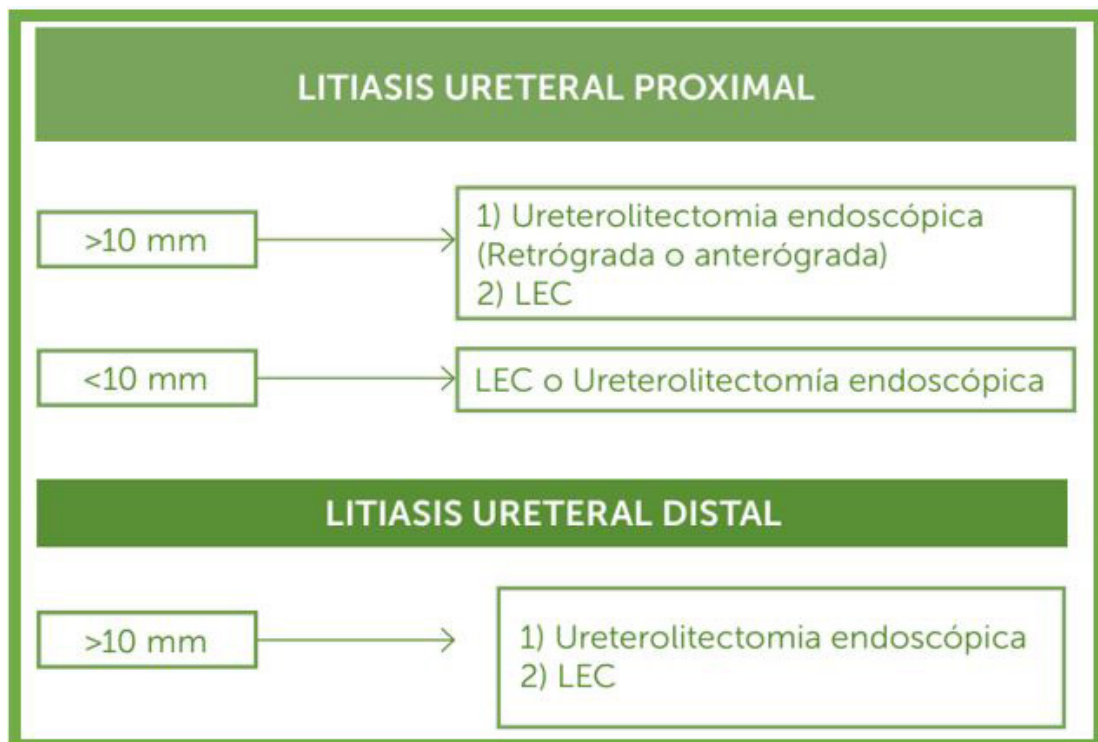 LITIASIS URETERAL PROXIMAL
>10 mm
1) Ureterolitectomia endoscópica
(Retrógrada o anterógrada)
2) LEC
<10 mm
LEC o Ureterolitectomía endoscópica
LITIASIS URETERAL DISTAL
>10 mm
1) Ureterolitectomia endoscópica
2) LEC